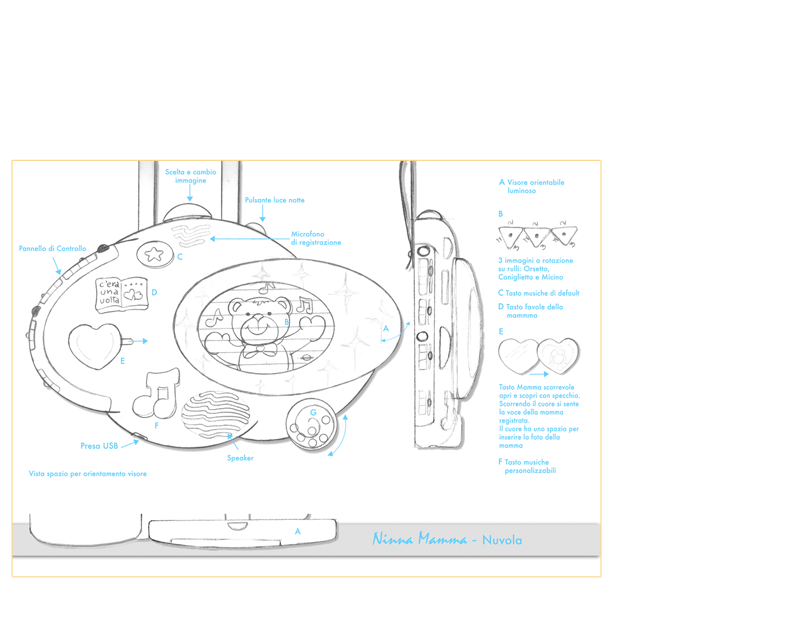 Scelta e cambio
immagine
Pulsante luce notte
Microfono
di registrazione
Pannello di Controllo
C
c'era
una
volta
D
B
A
E
F
G
Presa USB
Speaker
Vista spazio per orientamento visore
A Visore orientabile
luminoso
B
3 immagini a rotazione
su rulli: Orsetto,
Coniglietto e Micino
C Tasto musiche di default
D Tasto favole della
mammma
E
Tasto Mamma scorrevole
apri e scopri con specchio.
Scorrendo il cuore si sente
la voce della mamma
registrata.
Il cuore ha uno spazio per
inserire la foto della
mamma
F Tasto musiche
personalizzabili
A
Ninna Mamma - Nuvola